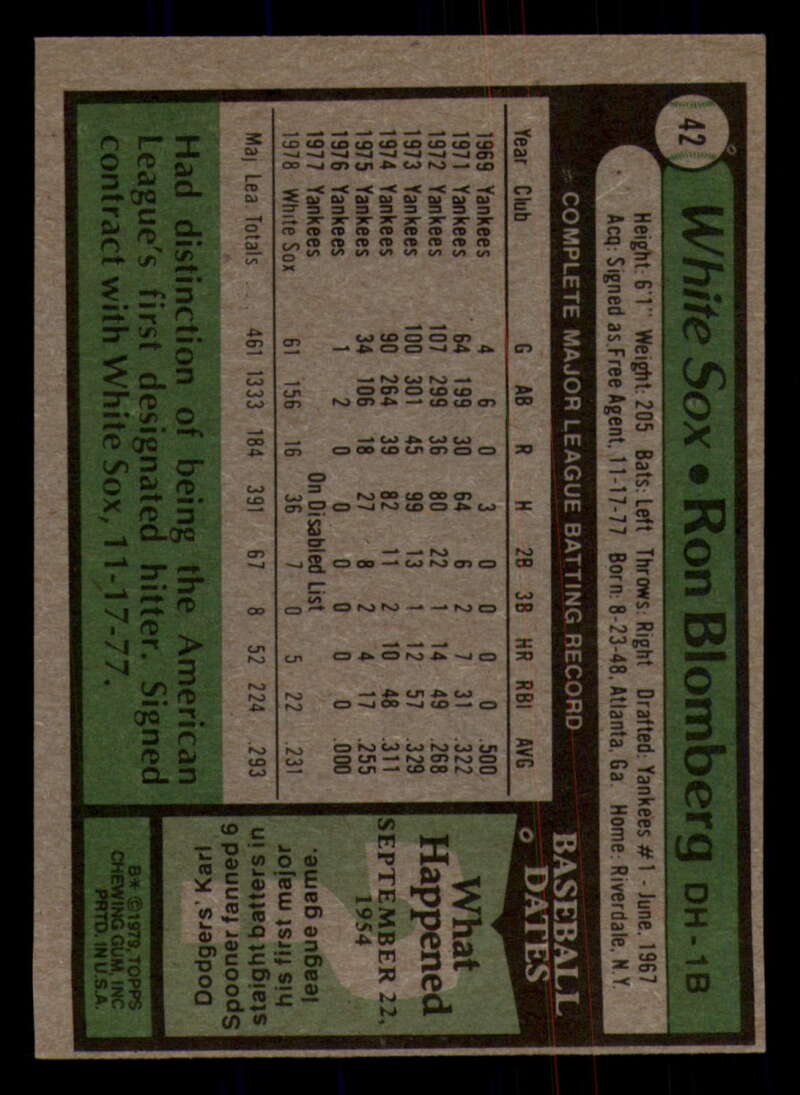 42
White Sox • Ron Blomberg DH-1B
Height: 6'1" Weight: 205 Bats: Left Throws: Right Drafted: Yankees #1 - June, 1967
Acq: Signed as Free Agent, 11-17-77 Born: 8-23-48, Atlanta, Ga. Home: Riverdale, N.Y.
COMPLETE MAJOR LEAGUE BATTING RECORD
Year Club G AB R H 2B 3B HR RBI AVG
1969 Yankees 4 6 0 3 0 0 0 0 .500
1971 Yankees 64 199 30 64 6 2 7 31 .322
1972 Yankees 107 299 36 80 22 1 14 49 .268
1973 Yankees 100 301 45 99 13 1 12 57 .329
1974 Yankees 90 264 39 82 11 2 10 48 .311
1975 Yankees 34 106 18 27 8 2 4 17 .255
1976 Yankees 1 2 0 0 0 0 0 0 .000
1977 Yankees On Disabled List
1978 White Sox 61 156 16 36 7 0 5 22 .231
Maj Lea Totals 461 1333 184 391 67 8 52 224 .293
Had distinction of being the American
League's first designated hitter. Signed
contract with White Sox, 11-17-77.
BASEBALL
DATES
What
Happened
SEPTEMBER 22,
1954
Dodgers' Karl
Spooner fanned 6
staight batters in
his first major
league game.
B* ©1979, TOPPS
CHEWING GUM, INC
PRTD. IN U.S.A.